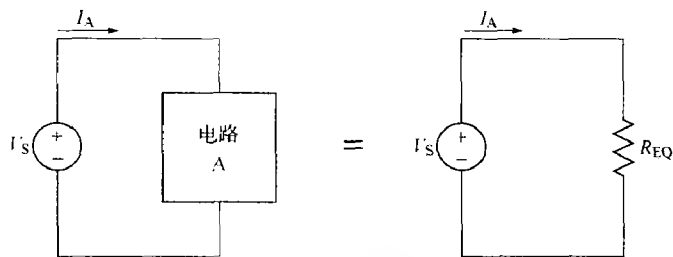 I_A
V_S
+
−
电路
A
=
I_A
V_S
+
−
R_EQ